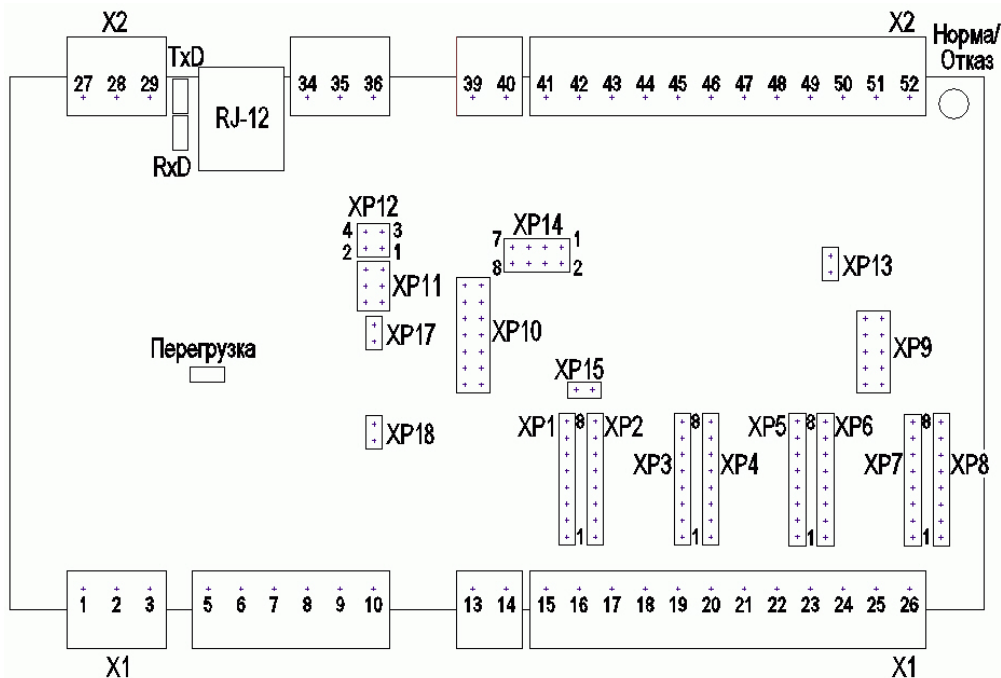 X2
X2
Норма/
Отказ
TxD
27 28 29 34 35 36 39 40 41 42 43 44 45 46 47 48 49 50 51 52
RJ-12
RxD
XP12
4 3
2 1
XP14
7 1
8 2
XP13
XP11
XP17
XP10
XP9
Перегрузка
XP15
XP18
XP1 8 XP2
8
XP5 8 XP6
8
XP3 XP4
XP7 XP8
1 1 1 1
1 2 3 5 6 7 8 9 10 13 14 15 16 17 18 19 20 21 22 23 24 25 26
X1
X1